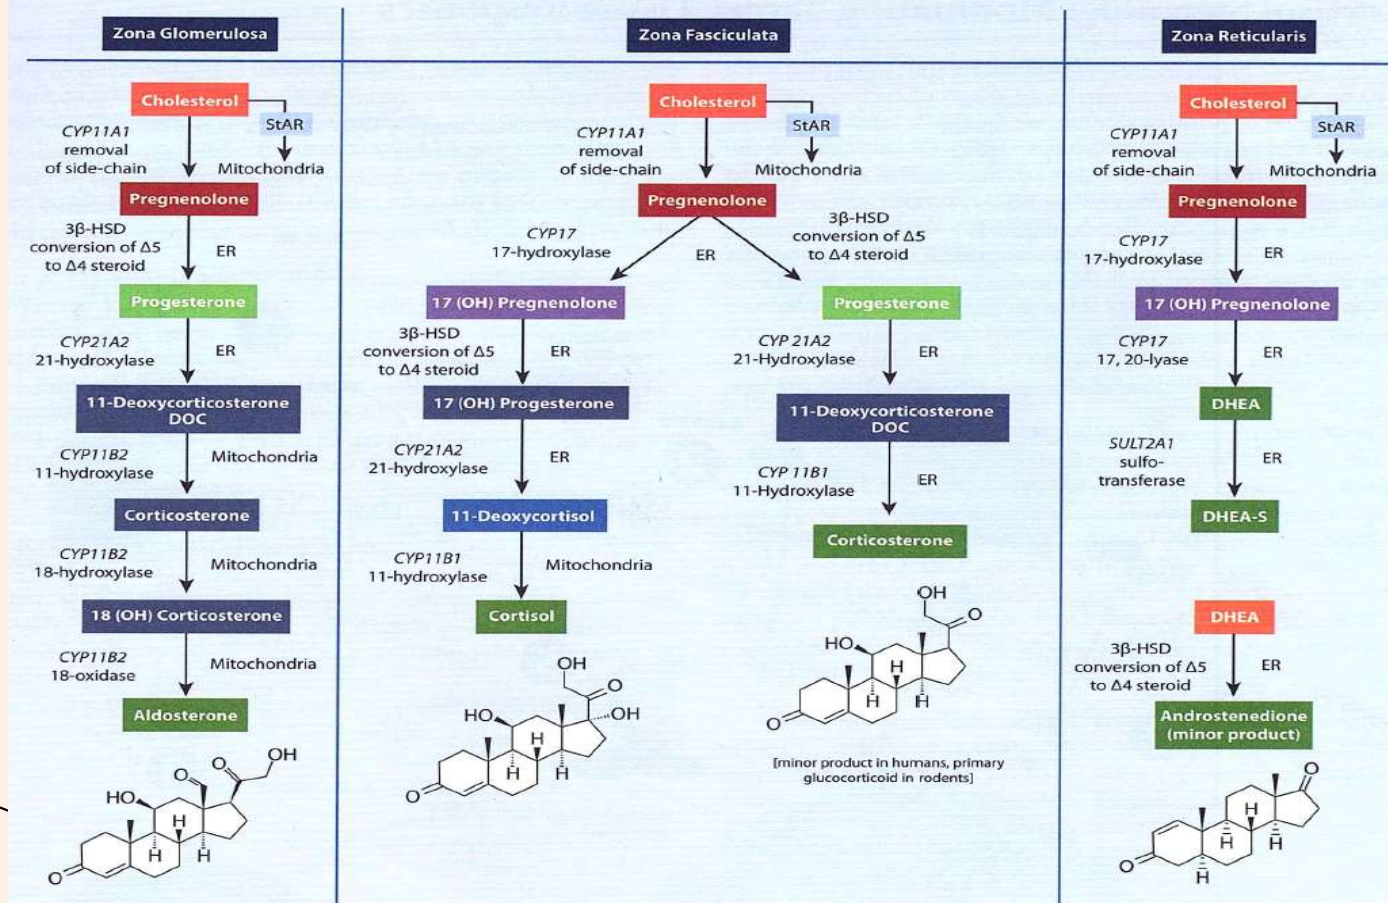 Zona Glomerulosa
Cholesterol
StAR
CYP11A1
removal
of side-chain
Mitochondria
Pregnenolone
3β-HSD
conversion of Δ5
to Δ4 steroid
ER
Progesterone
CYP21A2
21-hydroxylase
ER
11-Deoxycorticosterone
DOC
CYP11B2
11-hydroxylase
Mitochondria
Corticosterone
CYP11B2
18-hydroxylase
Mitochondria
18 (OH) Corticosterone
CYP11B2
18-oxidase
Mitochondria
Aldosterone
O
O
OH
HO
H
H
H
O
Zona Fasciculata
Cholesterol
StAR
CYP11A1
removal
of side-chain
Mitochondria
Pregnenolone
CYP17
17-hydroxylase
ER
3β-HSD
conversion of Δ5
to Δ4 steroid
17 (OH) Pregnenolone
3β-HSD
conversion of Δ5
to Δ4 steroid
ER
17 (OH) Progesterone
CYP21A2
21-hydroxylase
ER
11-Deoxycortisol
CYP11B1
11-hydroxylase
Mitochondria
Cortisol
OH
O
HO
OH
H
H
H
O
Progesterone
CYP 21A2
21-Hydroxylase
ER
11-Deoxycorticosterone
DOC
CYP 11B1
11-Hydroxylase
ER
Corticosterone
OH
O
HO
H
H
H
O
[minor product in humans, primary
glucocorticoid in rodents]
Zona Reticularis
Cholesterol
StAR
CYP11A1
removal
of side-chain
Mitochondria
Pregnenolone
CYP17
17-hydroxylase
ER
17 (OH) Pregnenolone
CYP17
17, 20-lyase
ER
DHEA
SULT2A1
sulfo-
transferase
ER
DHEA-S
DHEA
3β-HSD
conversion of Δ5
to Δ4 steroid
ER
Androstenedione
(minor product)
O
H
H
H
O
H